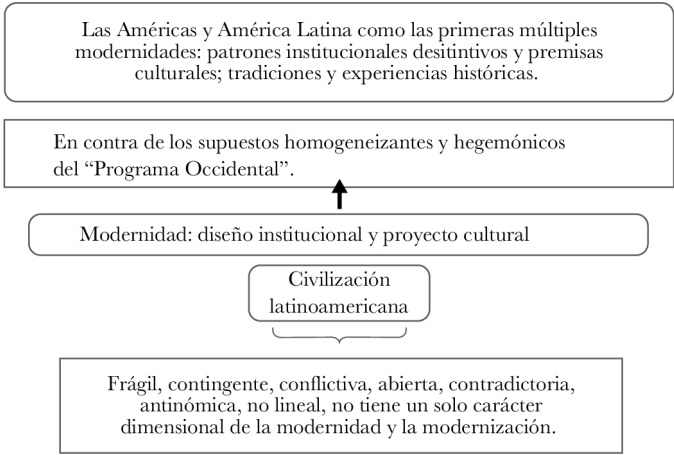 Las Américas y América Latina como las primeras múltiples
modernidades: patrones institucionales desitintivos y premisas
culturales; tradiciones y experiencias históricas.
En contra de los supuestos homogeneizantes y hegemónicos
del “Programa Occidental”.
Modernidad: diseño institucional y proyecto cultural
Civilización
latinoamericana
Frágil, contingente, conflictiva, abierta, contradictoria,
antinómica, no lineal, no tiene un solo carácter
dimensional de la modernidad y la modernización.